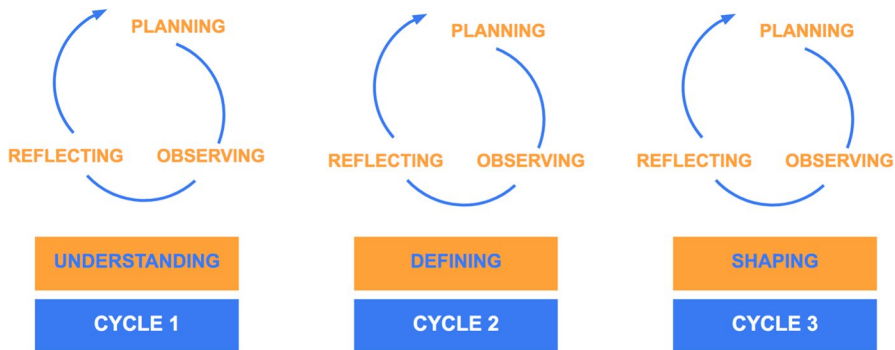 PLANNING
REFLECTING
OBSERVING
UNDERSTANDING
CYCLE 1
PLANNING
REFLECTING
OBSERVING
DEFINING
CYCLE 2
PLANNING
REFLECTING
OBSERVING
SHAPING
CYCLE 3